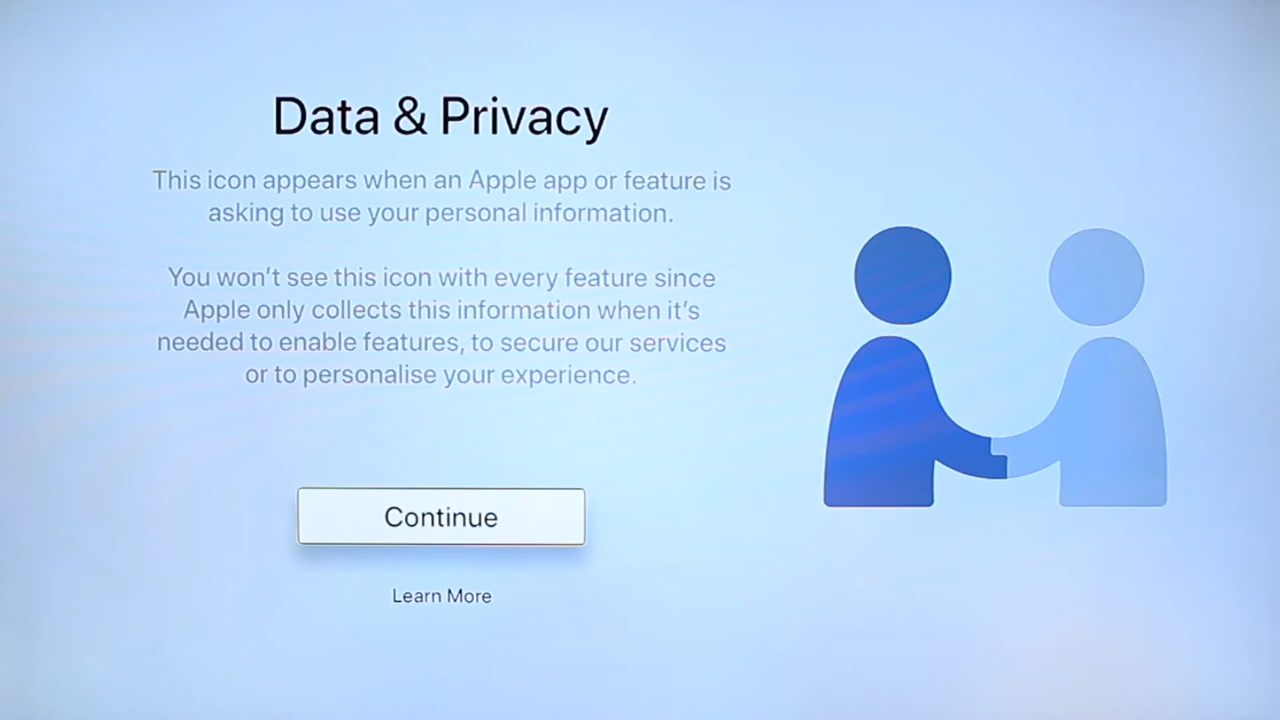 Data & Privacy
This icon appears when an Apple app or feature is
asking to use your personal information.
You won't see this icon with every feature since
Apple only collects this information when it's
needed to enable features, to secure our services
or to personalise your experience.
Continue
Learn More